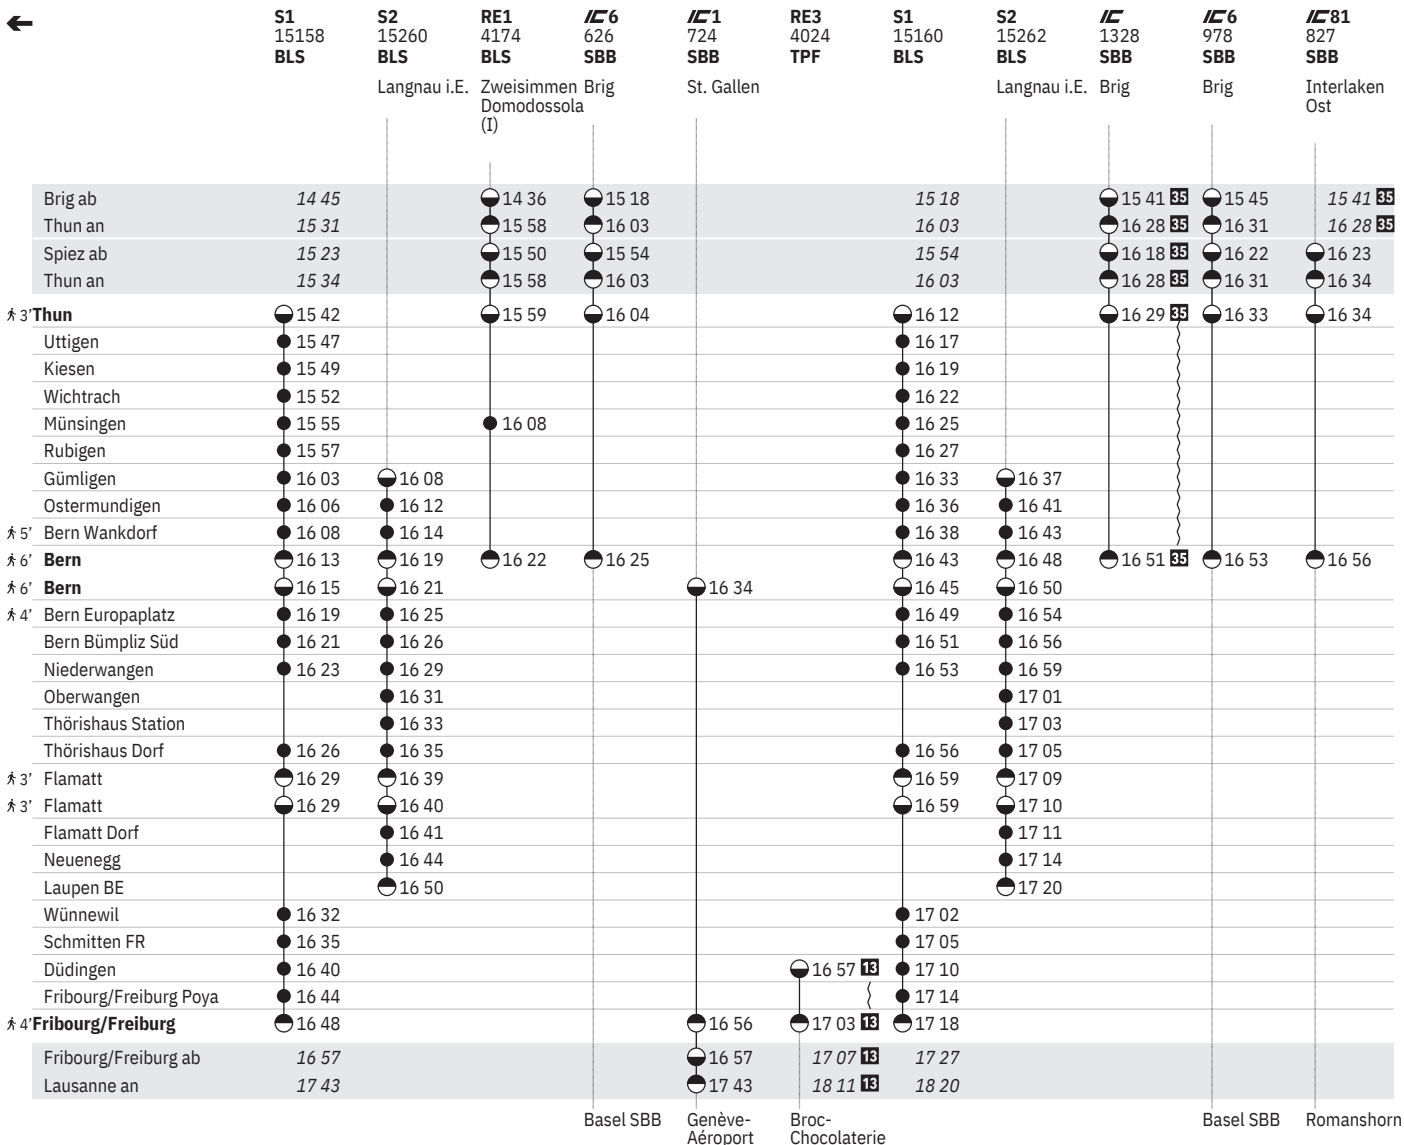 S1 S2 RE1 IC6 IC1 RE3 S1 S2 IC IC6 IC81
15158 15260 4174 626 724 4024 15160 15262 1328 978 827
BLS BLS BLS SBB SBB TPF BLS BLS SBB SBB SBB
Langnau i.E. Zweisimmen Brig St. Gallen Langnau i.E. Brig Brig Interlaken
Domodossola Ost
(I)
Brig ab 14 45 14 36 15 18 15 18 15 41 35 15 45 15 41 35
Thun an 15 31 15 58 16 03 16 03 16 28 35 16 31 16 28 35
Spiez ab 15 23 15 50 15 54 15 54 16 18 35 16 22 16 23
Thun an 15 34 15 58 16 03 16 03 16 28 35 16 31 16 34
3’ Thun 15 42 15 59 16 04 16 12 16 29 35 16 33 16 34
Uttigen 15 47 16 17
Kiesen 15 49 16 19
Wichtrach 15 52 16 22
Münsingen 15 55 16 08 16 25
Rubigen 15 57 16 27
Gümligen 16 03 16 08 16 33 16 37
Ostermundigen 16 06 16 12 16 36 16 41
5’ Bern Wankdorf 16 08 16 14 16 38 16 43
6’ Bern 16 13 16 19 16 22 16 25 16 43 16 48 16 51 35 16 53 16 56
6’ Bern 16 15 16 21 16 34 16 45 16 50
4’ Bern Europaplatz 16 19 16 25 16 49 16 54
Bern Bümpliz Süd 16 21 16 26 16 51 16 56
Niederwangen 16 23 16 29 16 53 16 59
Oberwangen 16 31 17 01
Thörishaus Station 16 33 17 03
Thörishaus Dorf 16 26 16 35 16 56 17 05
3’ Flamatt 16 29 16 39 16 59 17 09
3’ Flamatt 16 29 16 40 16 59 17 10
Flamatt Dorf 16 41 17 11
Neuenegg 16 44 17 14
Laupen BE 16 50 17 20
Wünnewil 16 32 17 02
Schmitten FR 16 35 17 05
Düdingen 16 40 16 57 13 17 10
Fribourg/Freiburg Poya 16 44 17 14
4’ Fribourg/Freiburg 16 48 16 56 17 03 13 17 18
Fribourg/Freiburg ab 16 57 16 57 17 07 13 17 27
Lausanne an 17 43 17 43 18 11 13 18 20
Basel SBB Genève- Broc- Basel SBB Romanshorn
Aéroport Chocolaterie